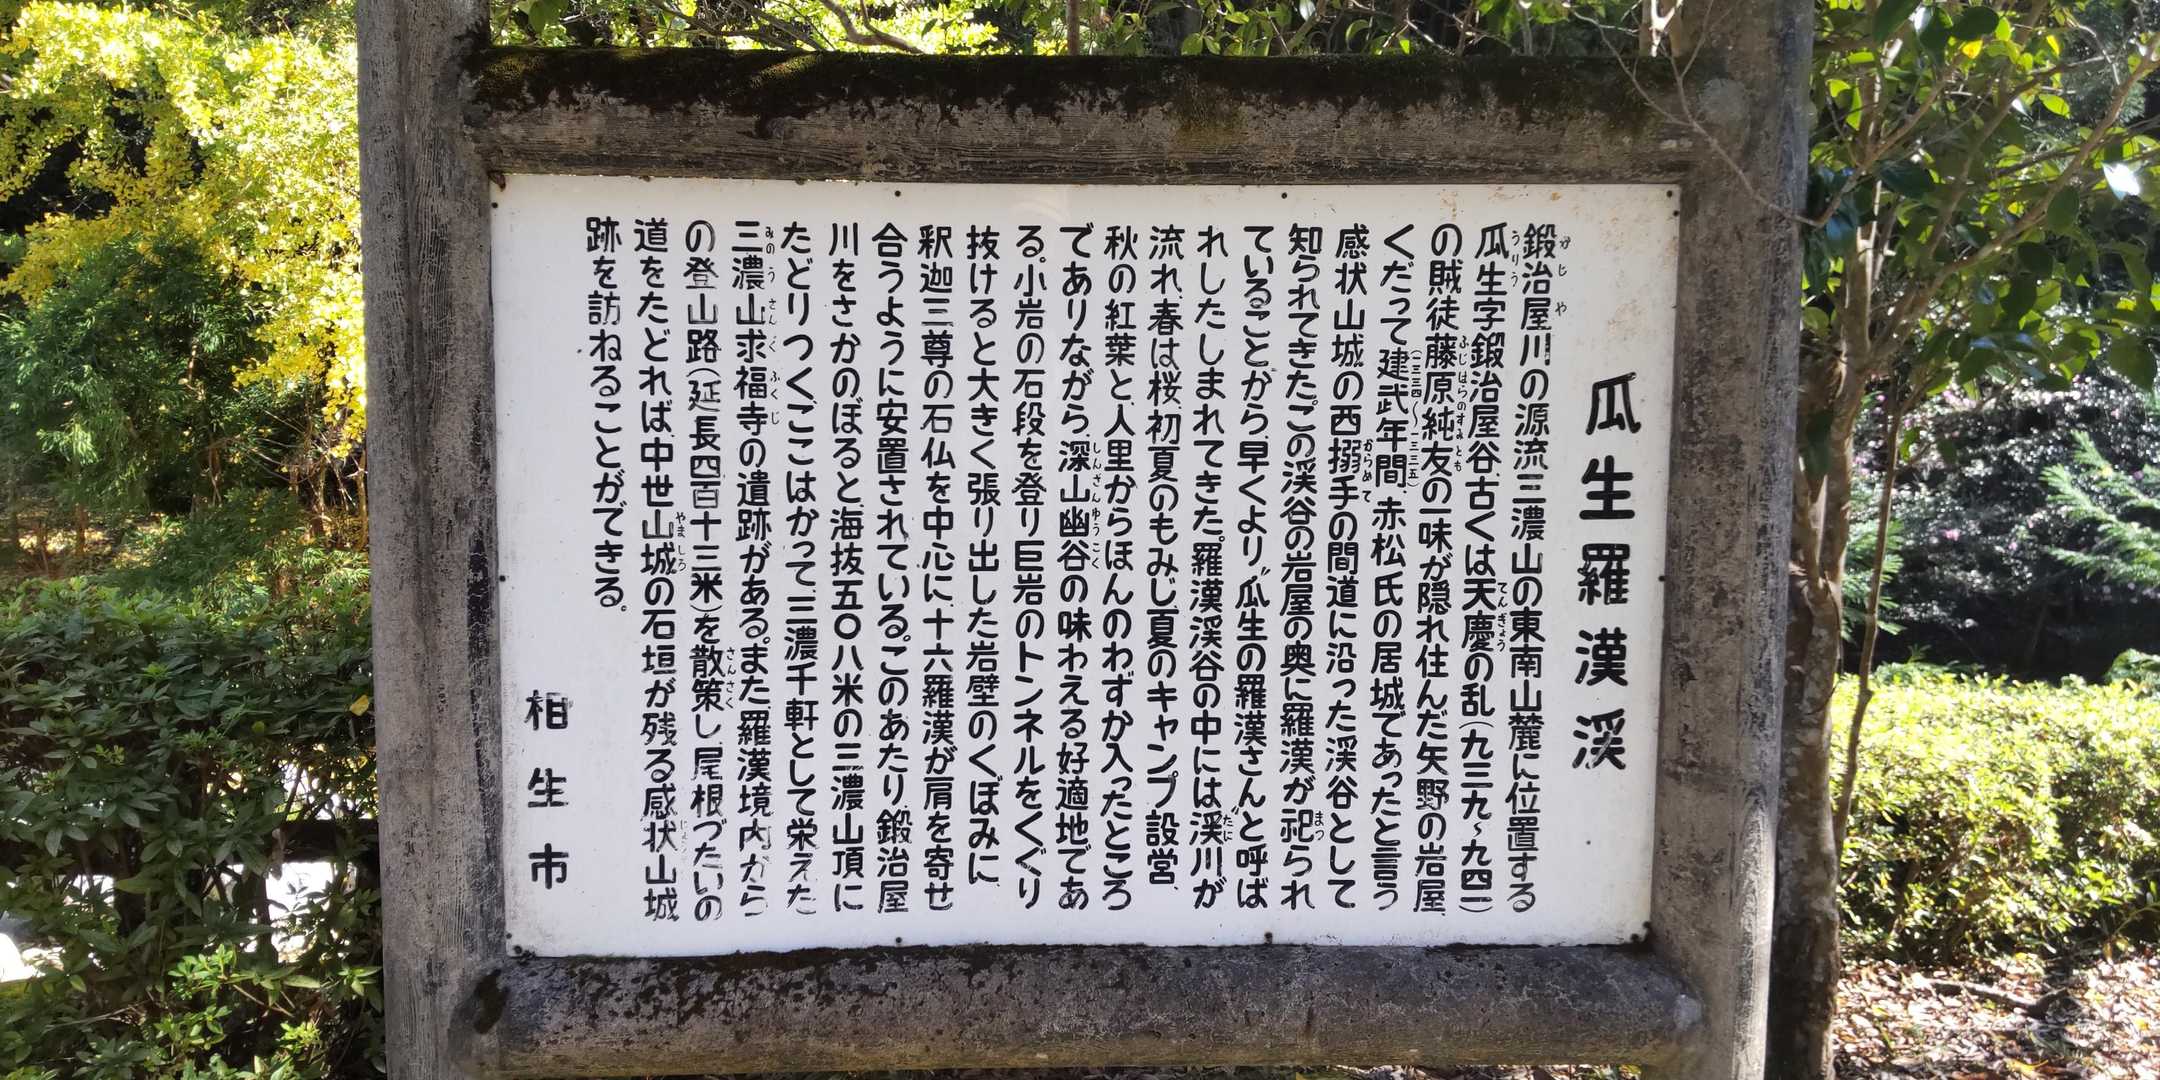 瓜生羅漢渓
鍛治屋川の源流三濃山の東南山麓に位置する
瓜生字鍛治屋谷、古くは天慶の乱(九三九〜九四一)
の賊徒藤原純友の一味が隠れ住んだ矢野の岩屋、
くだって建武年間、(一三三四〜一三三五)赤松氏の居城であったと言う
感状山城の西搦手の間道に沿った渓谷として
知られてきた。この渓谷の岩屋の奥に羅漢が祀られ
ていることから、早くより〝瓜生の羅漢さん〟と呼ば
れしたしまれてきた。羅漢渓谷の中には渓川が
流れ、春は桜、初夏のもみじ、夏のキャンプ設営、
秋の紅葉と、人里からほんのわずか入ったところ
でありながら、深山幽谷の味わえる好適地であ
る。小岩の石段を登り巨岩のトンネルをくぐり
抜けると大きく張り出した岩壁のくぼみに、
釈迦三尊の石仏を中心に、十六羅漢が肩を寄せ
合うように安置されている。このあたり、鍛治屋
川をさかのぼると、海抜五〇八米の三濃山頂に
たどりつく、ここはかって、三濃千軒として栄えた
三濃山求福寺の遺跡がある。また、羅漢境内から
の登山路(延長四百十三米)を散策し、尾根づたいの
道をたどれば、中世山城の石垣が残る感状山城
跡を訪ねることができる。
相生市